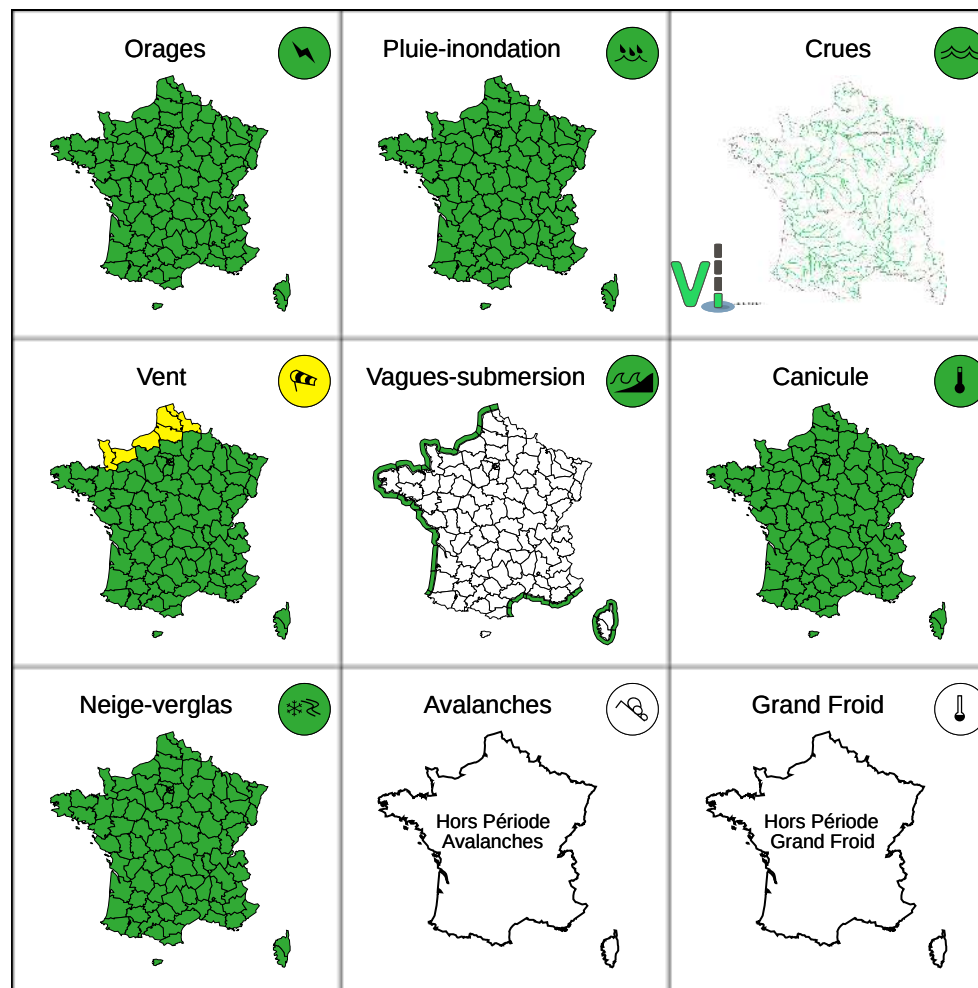 Orages
Pluie-inondation
Crues
Vi
Vent
Vagues-submersion
Canicule
Neige-verglas
Avalanches
Grand Froid
Hors Période
Avalanches
Hors Période
Grand Froid